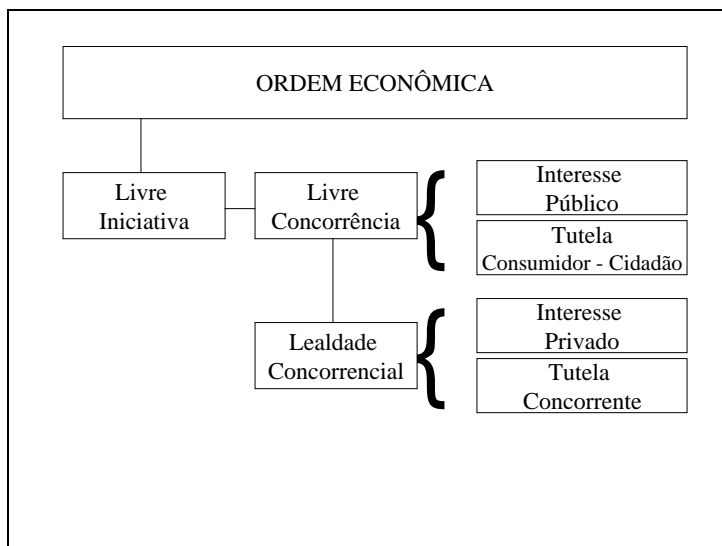 ORDEM ECONÔMICA
Livre
Iniciativa
Livre
Concorrência
Interesse
Público
Tutela
Consumidor - Cidadão
Lealdade
Concorrencial
Interesse
Privado
Tutela
Concorrente